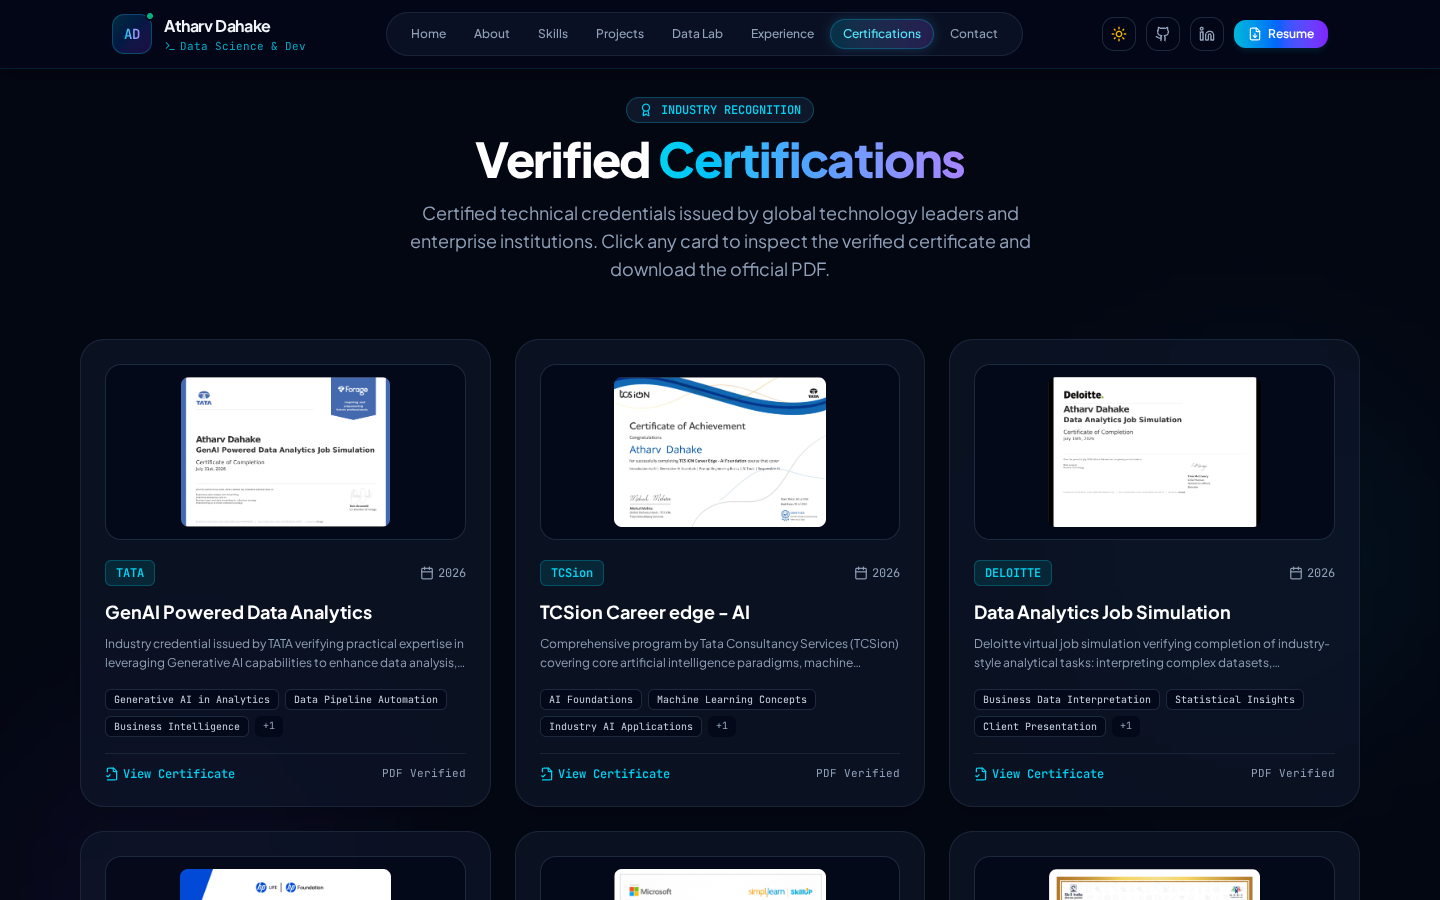 AD
Atharv Dahake
Data Science & Dev
Home
About
Skills
Projects
Data Lab
Experience
Certifications
Contact
Resume
INDUSTRY RECOGNITION
Verified Certifications
Certified technical credentials issued by global technology leaders and
enterprise institutions. Click any card to inspect the verified certificate and
download the official PDF.
TATA
Forage
Atharv Dahake
GenAI Powered Data Analytics Job Simulation
Certificate of Completion
TATA
2026
GenAI Powered Data Analytics
Industry credential issued by TATA verifying practical expertise in
leveraging Generative AI capabilities to enhance data analysis,...
Generative AI in Analytics
Data Pipeline Automation
Business Intelligence
+1
View Certificate
PDF Verified
tcs iON
TATA
Certificate of Achievement
Congratulations
Atharv Dahake
TCSion
2026
TCSion Career edge - AI
Comprehensive program by Tata Consultancy Services (TCSion)
covering core artificial intelligence paradigms, machine...
AI Foundations
Machine Learning Concepts
Industry AI Applications
+1
View Certificate
PDF Verified
Deloitte.
Atharv Dahake
Data Analytics Job Simulation
Certificate of Completion
DELOITTE
2026
Data Analytics Job Simulation
Deloitte virtual job simulation verifying completion of industry-
style analytical tasks: interpreting complex datasets,...
Business Data Interpretation
Statistical Insights
Client Presentation
+1
View Certificate
PDF Verified
hp LIFE | hp Foundation
Microsoft
simplilearn | SkillUP